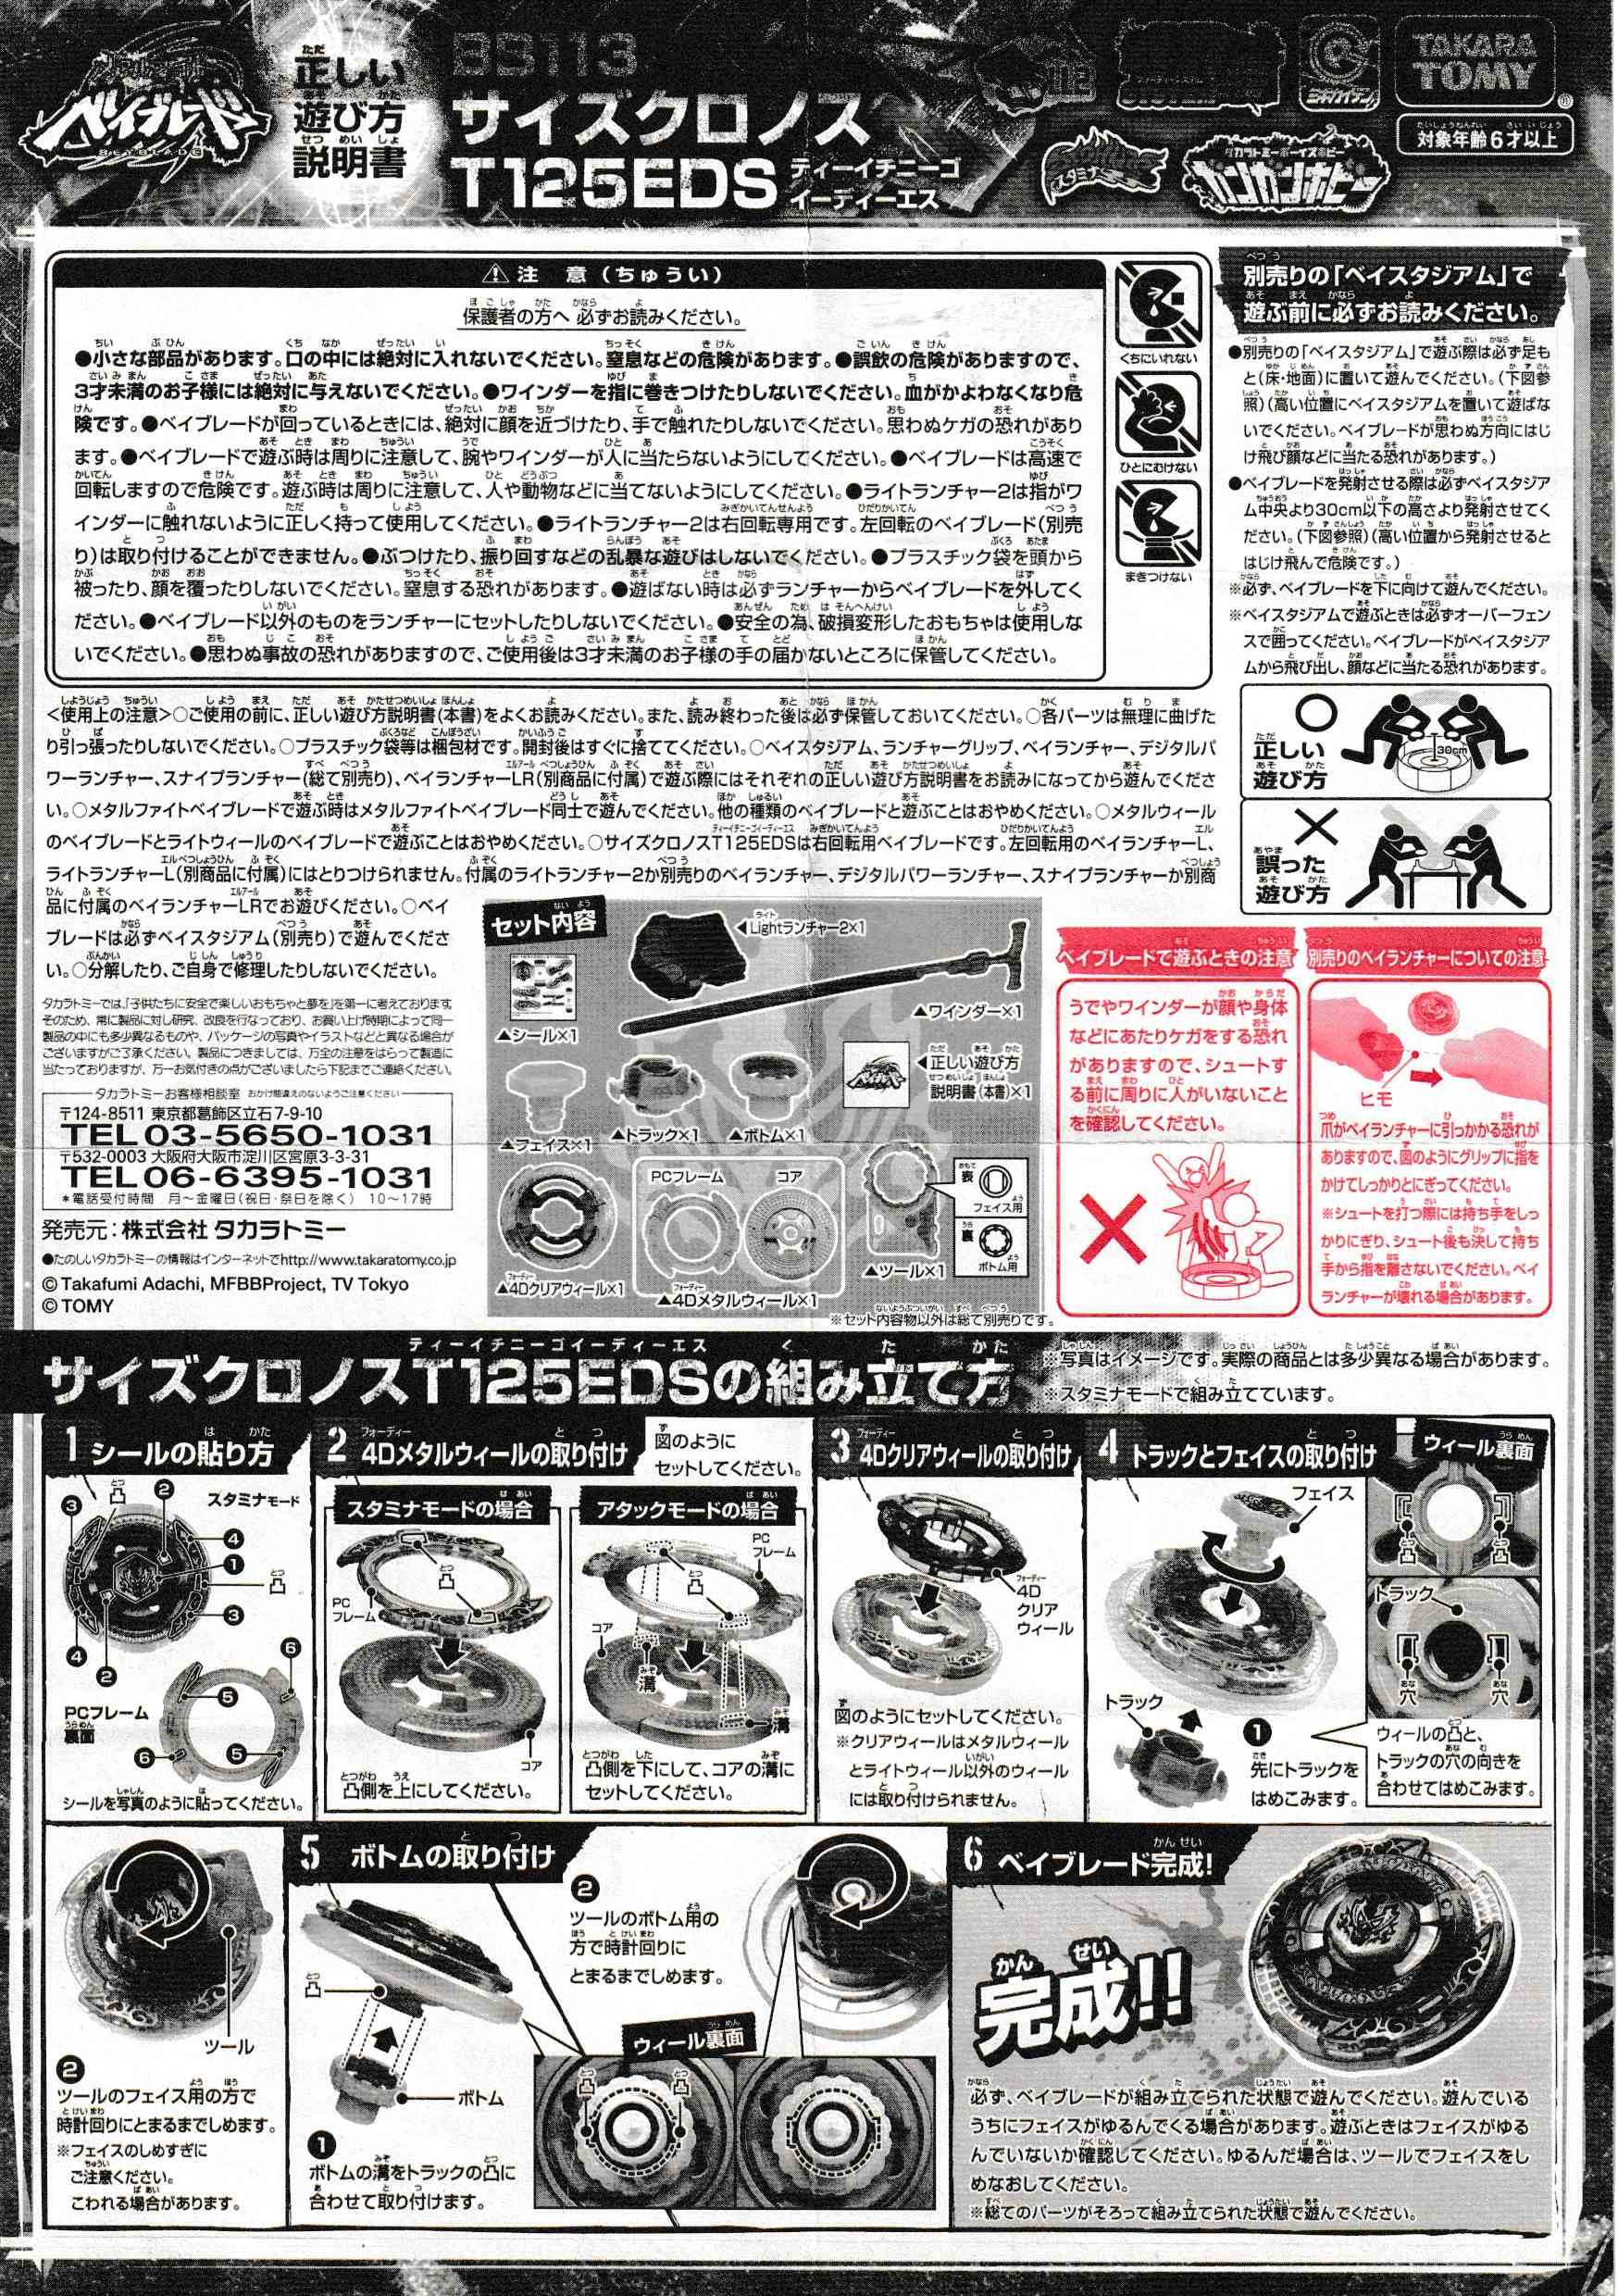 ベイブレード
BEYBLADE
正しい
遊び方
説明書
BS113
サイズクロノス
T125EDS
ティーイチニーゴ
イーディーエス
TAKARA
TOMY
対象年齢6才以上
スタミナ
タカラトミーボーイズホビー
ガンガンホビー
⚠注 意(ちゅうい)
保護者の方へ 必ずお読みください。
●小さな部品があります。口の中には絶対に入れないでください。窒息などの危険があります。●誤飲の危険がありますので、
3才未満のお子様には絶対に与えないでください。●ワインダーを指に巻きつけたりしないでください。血がかよわなくなり危
険です。●ベイブレードが回っているときには、絶対に顔を近づけたり、手で触れたりしないでください。思わぬケガの恐れがあり
ます。●ベイブレードで遊ぶ時は周りに注意して、腕やワインダーが人に当たらないようにしてください。●ベイブレードは高速で
回転しますので危険です。遊ぶ時は周りに注意して、人や動物などに当てないようにしてください。●ライトランチャー2は指がワ
インダーに触れないように正しく持って使用してください。●ライトランチャー2は右回転専用です。左回転のベイブレード(別売
り)は取り付けることができません。●ぶつけたり、振り回すなどの乱暴な遊びはしないでください。●プラスチック袋を頭から
被ったり、顔を覆ったりしないでください。窒息する恐れがあります。●遊ばない時は必ずランチャーからベイブレードを外してく
ださい。●ベイブレード以外のものをランチャーにセットしたりしないでください。●安全の為、破損変形したおもちゃは使用しな
いでください。●思わぬ事故の恐れがありますので、ご使用後は3才未満のお子様の手の届かないところに保管してください。
くちにいれない
ひとにむけない
まきつけない
別売りの「ベイスタジアム」で
遊ぶ前に必ずお読みください。
●別売りの「ベイスタジアム」で遊ぶ際は必ず足も
と(床・地面)に置いて遊んでください。(下図参
照)(高い位置にベイスタジアムを置いて遊ばな
いでください。ベイブレードが思わぬ方向にはじ
け飛び顔などに当たる恐れがあります。)
●ベイブレードを発射させる際は必ずベイスタジア
ム中央より30cm以下の高さより発射させてく
ださい。(下図参照)(高い位置から発射させると
はじけ飛んで危険です。)
※必ず、ベイブレードを下に向けて遊んでください。
※ベイスタジアムで遊ぶときは必ずオーバーフェン
スで囲ってください。ベイブレードがベイスタジア
ムから飛び出し、顔などに当たる恐れがあります。
正しい
遊び方
30cm
誤った
遊び方
<使用上の注意>○ご使用の前に、正しい遊び方説明書(本書)をよくお読みください。また、読み終わった後は必ず保管しておいてください。○各パーツは無理に曲げた
り引っ張ったりしないでください。○プラスチック袋等は梱包材です。開封後はすぐに捨ててください。○ベイスタジアム、ランチャーグリップ、ベイランチャー、デジタルパ
ワーランチャー、スナイプランチャー(総て別売り)、ベイランチャーLR(別商品に付属)で遊ぶ際にはそれぞれの正しい遊び方説明書をお読みになってから遊んでくださ
い。○メタルファイトベイブレードで遊ぶ時はメタルファイトベイブレード同士で遊んでください。他の種類のベイブレードと遊ぶことはおやめください。○メタルウィール
のベイブレードとライトウィールのベイブレードで遊ぶことはおやめください。○サイズクロノスT125EDSは右回転用ベイブレードです。左回転用のベイランチャーL、
ライトランチャーL(別商品に付属)にはとりつけられません。付属のライトランチャー2か別売りのベイランチャー、デジタルパワーランチャー、スナイプランチャーか別商
品に付属のベイランチャーLRでお遊びください。○ベイ
ブレードは必ずベイスタジアム(別売り)で遊んでくださ
い。○分解したり、ご自身で修理したりしないでください。
タカラトミーでは、「子供たちに安全で楽しいおもちゃと夢を」を第一に考えております。
そのため、常に製品に対し研究、改良を行なっており、お買い上げ時期によって同一
製品の中にも多少異なるものや、パッケージの写真やイラストなどと異なる場合が
ございますがご了承ください。製品につきましては、万全の注意をはらって製造に
当たっておりますが、万一お気付きの点がございましたら下記までご連絡ください。
タカラトミーお客様相談室 おかけ間違えのないようご注意ください
〒124-8511 東京都葛飾区立石7-9-10
TEL 03-5650-1031
〒532-0003 大阪府大阪市淀川区宮原3-3-31
TEL 06-6395-1031
*電話受付時間 月～金曜日(祝日・祭日を除く) 10～17時
発売元:株式会社 タカラトミー
●たのしいタカラトミーの情報はインターネットでhttp://www.takaratomy.co.jp
© Takafumi Adachi, MFBBProject, TV Tokyo
© TOMY
セット内容
◀Lightランチャー2×1
▲シール×1
▲ワインダー×1
◀正しい遊び方
説明書(本書)×1
▲フェイス×1
▲トラック×1
▲ボトム×1
▲4Dクリアウィール×1
PCフレーム
コア
▲4Dメタルウィール×1
▲ツール×1
表
フェイス用
裏
ボトム用
※セット内容物以外は総て別売りです。
ベイブレードで遊ぶときの注意
うでやワインダーが顔や身体
などにあたりケガをする恐れ
がありますので、シュートす
る前に周りに人がいないこと
を確認してください。
別売りのベイランチャーについての注意
ヒモ
爪がベイランチャーに引っかかる恐れが
ありますので、図のようにグリップに指を
かけてしっかりとにぎってください。
※シュートを打つ際には持ち手をしっ
かりにぎり、シュート後も決して持ち
手から指を離さないでください。ベイ
ランチャーが壊れる場合があります。
サイズクロノスT125EDSの組み立て方
※写真はイメージです。実際の商品とは多少異なる場合があります。
※スタミナモードで組み立てています。
1 シールの貼り方
スタミナモード
凸
❶
❷
❸
❹
凸
PCフレーム
裏面
❺
❻
シールを写真のように貼ってください。
2 4Dメタルウィールの取り付け
図のように
セットしてください。
スタミナモードの場合
凸
PC
フレーム
コア
凸側を上にしてください。
アタックモードの場合
PC
フレーム
凸
コア
溝
溝
凸側を下にして、コアの溝に
セットしてください。
3 4Dクリアウィールの取り付け
4D
クリア
ウィール
図のようにセットしてください。
※クリアウィールはメタルウィール
とライトウィール以外のウィール
には取り付けられません。
4 トラックとフェイスの取り付け
フェイス
トラック
❶
先にトラックを
はめこみます。
ウィール裏面
凸
凸
トラック
穴
穴
ウィールの凸と、
トラックの穴の向きを
合わせてはめこみます。
ツール
❷
ツールのフェイス用の方で
時計回りにとまるまでしめます。
※フェイスのしめすぎに
ご注意ください。
こわれる場合があります。
5 ボトムの取り付け
凸
ボトム
❶
ボトムの溝をトラックの凸に
合わせて取り付けます。
❷
ツールのボトム用の
方で時計回りに
とまるまでしめます。
ウィール裏面
凸
凸
6 ベイブレード完成!
完成!!
必ず、ベイブレードが組み立てられた状態で遊んでください。遊んでいる
うちにフェイスがゆるんでくる場合があります。遊ぶときはフェイスがゆる
んでいないか確認してください。ゆるんだ場合は、ツールでフェイスをし
めなおしてください。
※総てのパーツがそろって組み立てられた状態で遊んでください。